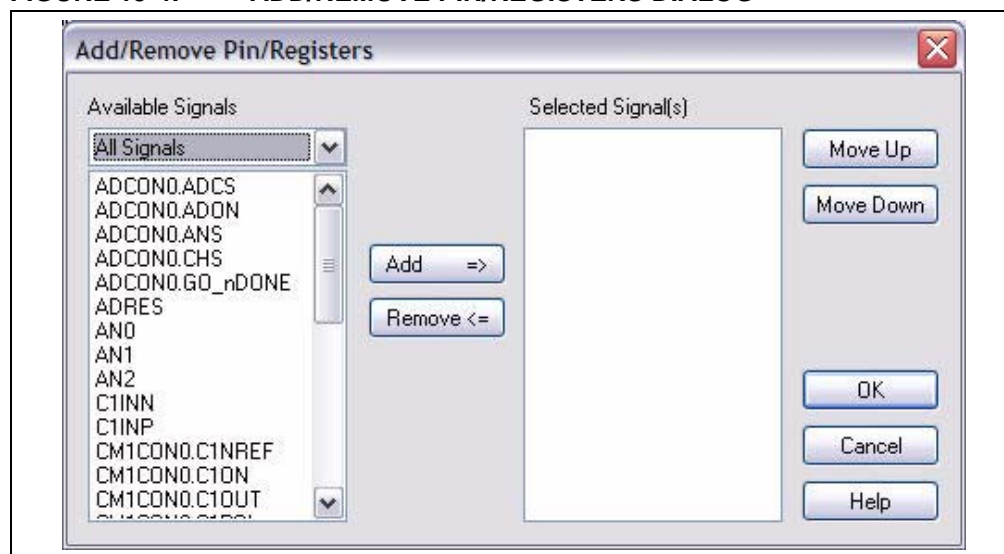 Add/Remove Pin/Registers
Available Signals
All Signals
ADCON0.ADCS
ADCON0.ADON
ADCON0.ANS
ADCON0.CHS
ADCON0.GO_nDONE
ADRES
AN0
AN1
AN2
C1INN
C1INP
CM1CON0.C1NREF
CM1CON0.C1ON
CM1CON0.C1OUT
Add =>
Remove <=
Selected Signal(s)
Move Up
Move Down
OK
Cancel
Help